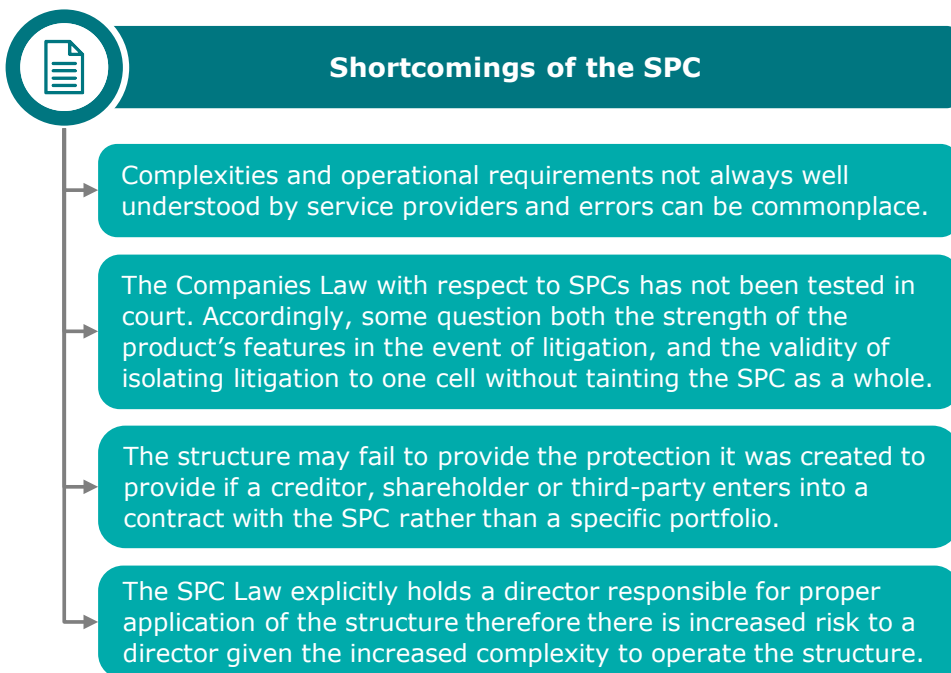 Shortcomings of the SPC
Complexities and operational requirements not always well
understood by service providers and errors can be commonplace.
The Companies Law with respect to SPCs has not been tested in
court. Accordingly, some question both the strength of the
product's features in the event of litigation, and the validity of
isolating litigation to one cell without tainting the SPC as a whole.
The structure may fail to provide the protection it was created to
provide if a creditor, shareholder or third-party enters into a
contract with the SPC rather than a specific portfolio.
The SPC Law explicitly holds a director responsible for proper
application of the structure therefore there is increased risk to a
director given the increased complexity to operate the structure.